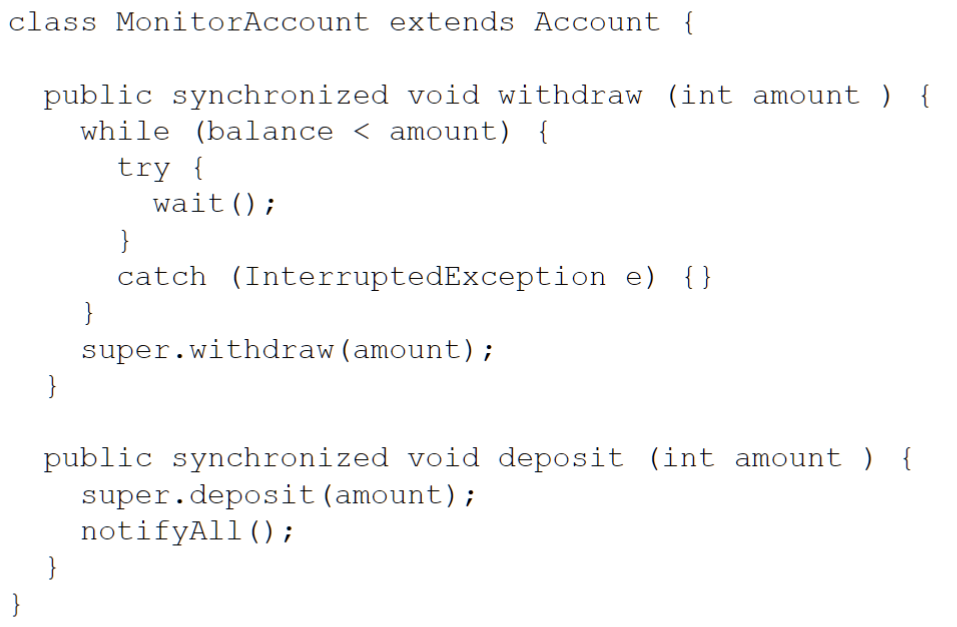 class MonitorAccount extends Account {
public synchronized void withdraw (int amount ) {
while (balance < amount) {
try {
wait();
}
catch (InterruptedException e) {}
}
super.withdraw(amount);
}
public synchronized void deposit (int amount ) {
super.deposit(amount);
notifyAll();
}
}